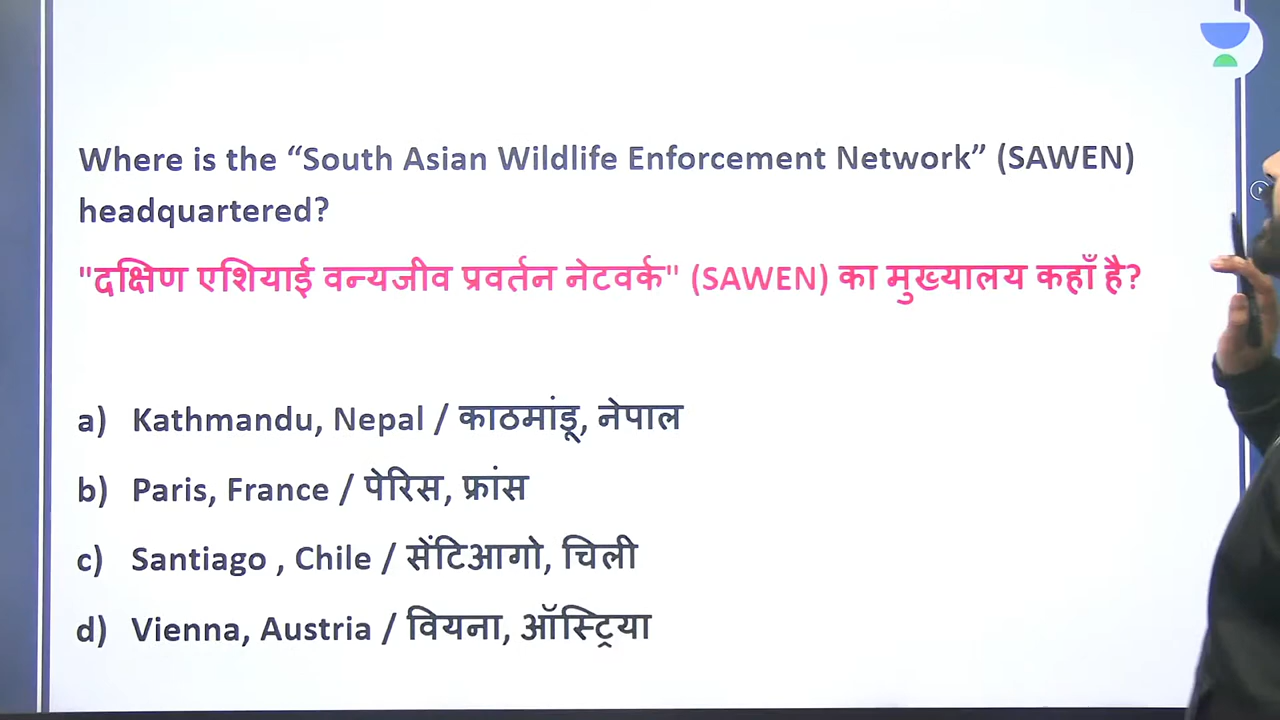 Where is the “South Asian Wildlife Enforcement Network” (SAWEN)
headquartered?
"दक्षिण एशियाई वन्यजीव प्रवर्तन नेटवर्क" (SAWEN) का मुख्यालय कहाँ है?
a) Kathmandu, Nepal / काठमांडू, नेपाल
b) Paris, France / पेरिस, फ्रांस
c) Santiago , Chile / सेंटिआगो, चिली
d) Vienna, Austria / वियना, ऑस्ट्रिया